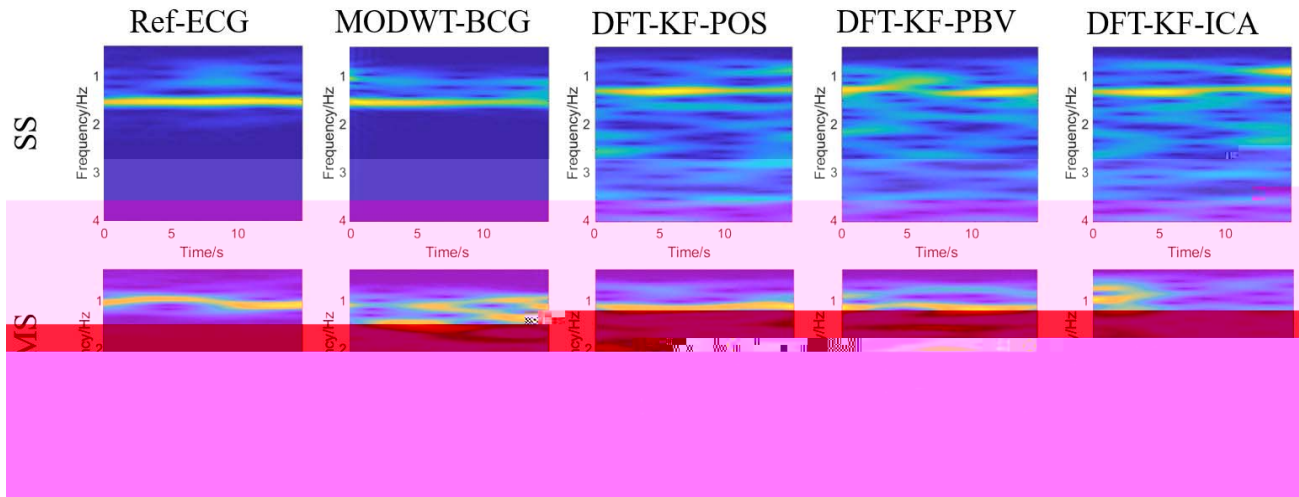 Ref-ECG MODWT-BCG DFT-KF-POS DFT-KF-PBV DFT-KF-ICA
SS
Frequency/Hz Frequency/Hz Frequency/Hz Frequency/Hz Frequency/Hz
1 1 1 1 1
2 2 2 2 2
3 3 3 3 3
4 4 4 4 4
0 5 10 0 5 10 0 5 10 0 5 10 0 5 10
Time/s Time/s Time/s Time/s Time/s
MS
1 1 1 1 1
2